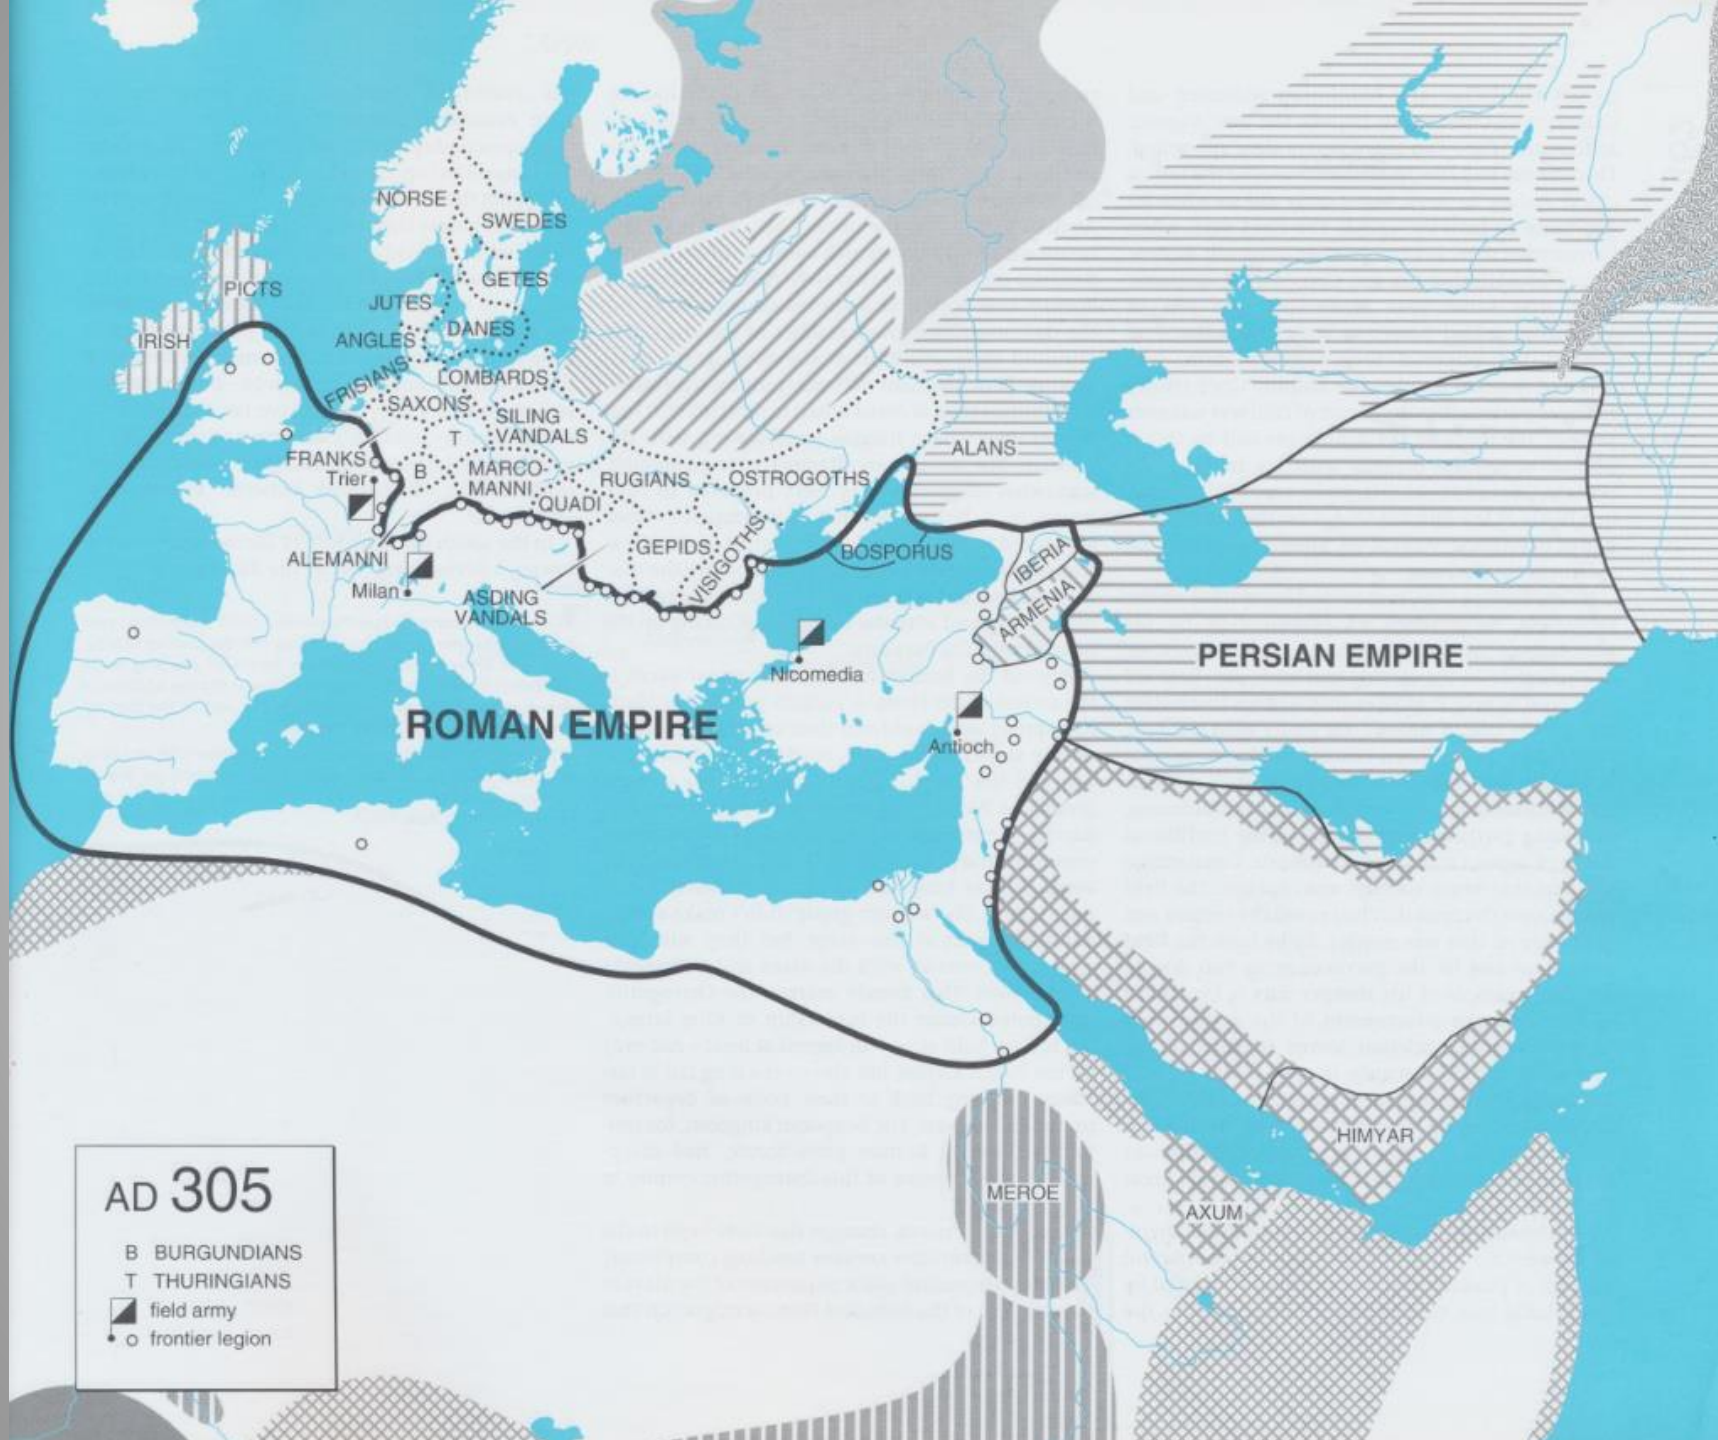 NORSE
SWEDES
PICTS
GETES
JUTES
IRISH
ANGLES
DANES
FRISIANS
LOMBARDS
SAXONS
SILING
VANDALS
T
ALANS
FRANKS
B
MARCO-
MANNI
Trier
RUGIANS
OSTROGOTHS
QUADI
ALEMANNI
GEPIDS
VISIGOTHS
BOSPORUS
IBERIA
Milan
ASDING
VANDALS
ARMENIA
PERSIAN EMPIRE
Nicomedia
ROMAN EMPIRE
Antioch
HIMYAR
MEROE
AXUM
AD 305
B BURGUNDIANS
T THURINGIANS
field army
frontier legion